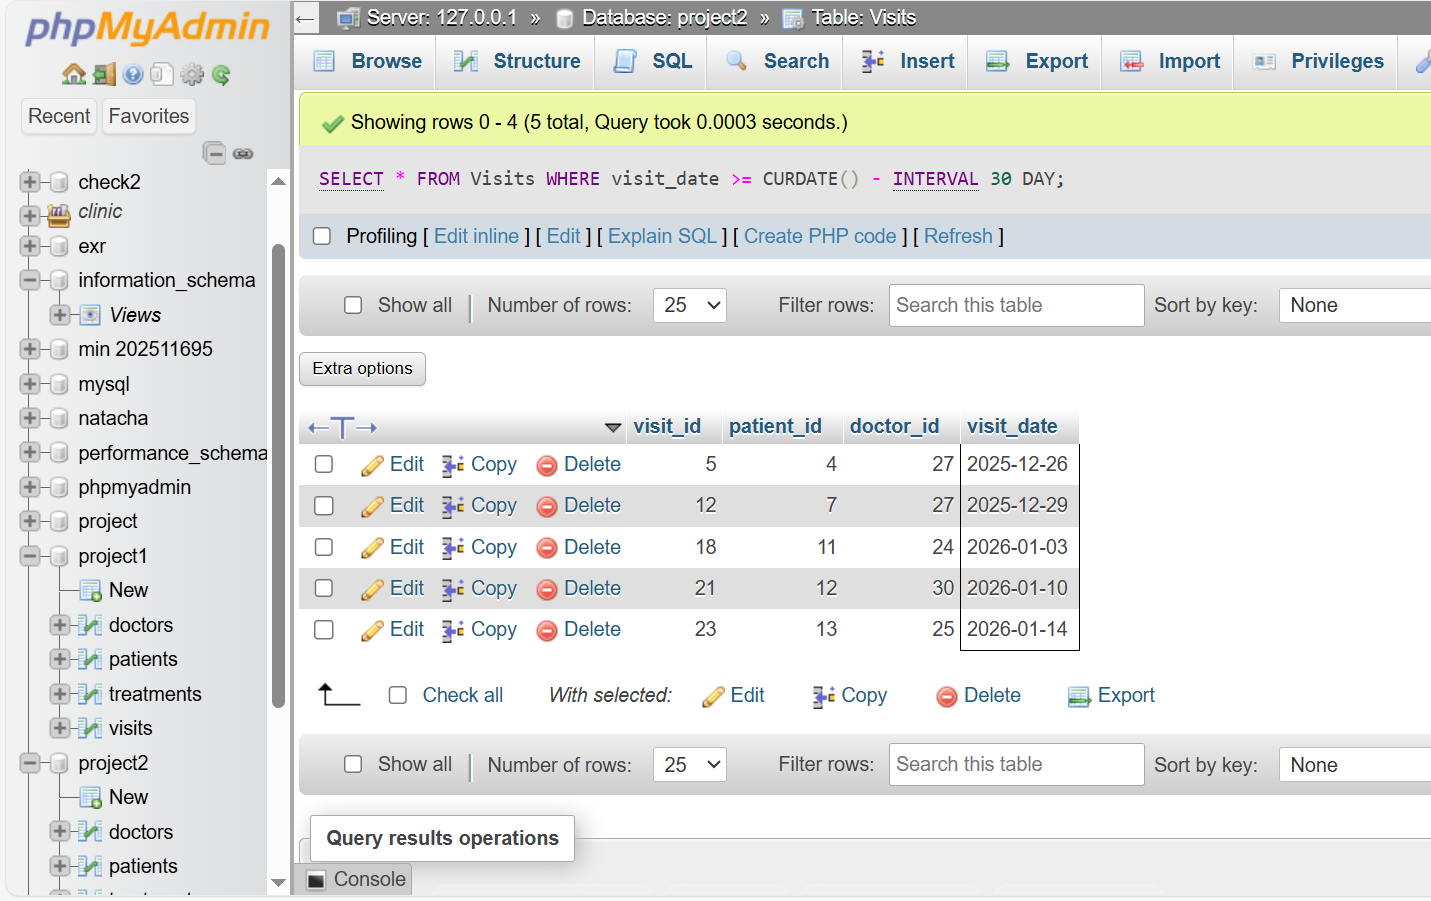 phpMyAdmin
Recent Favorites
check2
clinic
exr
information_schema
Views
min 202511695
mysql
natacha
performance_schema
phpmyadmin
project
project1
New
doctors
patients
treatments
visits
project2
New
doctors
patients
Server: 127.0.0.1 » Database: project2 » Table: Visits
Browse Structure SQL Search Insert Export Import Privileges
Showing rows 0 - 4 (5 total, Query took 0.0003 seconds.)
SELECT * FROM Visits WHERE visit_date >= CURDATE() - INTERVAL 30 DAY;
Profiling [ Edit inline ] [ Edit ] [ Explain SQL ] [ Create PHP code ] [ Refresh ]
Show all Number of rows: 25 Filter rows: Search this table Sort by key: None
Extra options
visit_id patient_id doctor_id visit_date
Edit Copy Delete 5 4 27 2025-12-26
Edit Copy Delete 12 7 27 2025-12-29
Edit Copy Delete 18 11 24 2026-01-03
Edit Copy Delete 21 12 30 2026-01-10
Edit Copy Delete 23 13 25 2026-01-14
Check all With selected: Edit Copy Delete Export
Show all Number of rows: 25 Filter rows: Search this table Sort by key: None
Query results operations
Console